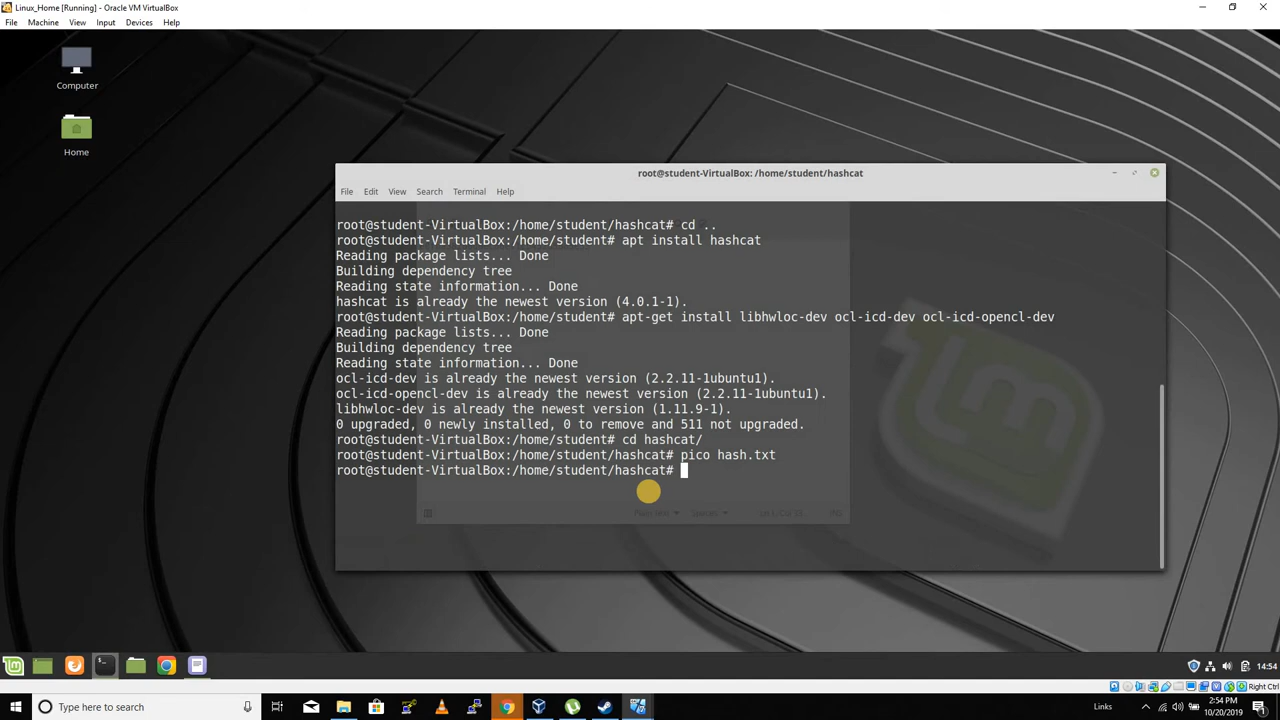 Linux_Home [Running] - Oracle VM VirtualBox
File Machine View Input Devices Help
Computer
Home
root@student-VirtualBox: /home/student/hashcat
File Edit View Search Terminal Help
root@student-VirtualBox:/home/student/hashcat# cd ..
root@student-VirtualBox:/home/student# apt install hashcat
Reading package lists... Done
Building dependency tree
Reading state information... Done
hashcat is already the newest version (4.0.1-1).
root@student-VirtualBox:/home/student# apt-get install libhwloc-dev ocl-icd-dev ocl-icd-opencl-dev
Reading package lists... Done
Building dependency tree
Reading state information... Done
ocl-icd-dev is already the newest version (2.2.11-1ubuntu1).
ocl-icd-opencl-dev is already the newest version (2.2.11-1ubuntu1).
libhwloc-dev is already the newest version (1.11.9-1).
0 upgraded, 0 newly installed, 0 to remove and 511 not upgraded.
root@student-VirtualBox:/home/student# cd hashcat/
root@student-VirtualBox:/home/student/hashcat# pico hash.txt
root@student-VirtualBox:/home/student/hashcat#
14:54
Right Ctrl
Type here to search
Links
2:54 PM
10/20/2019